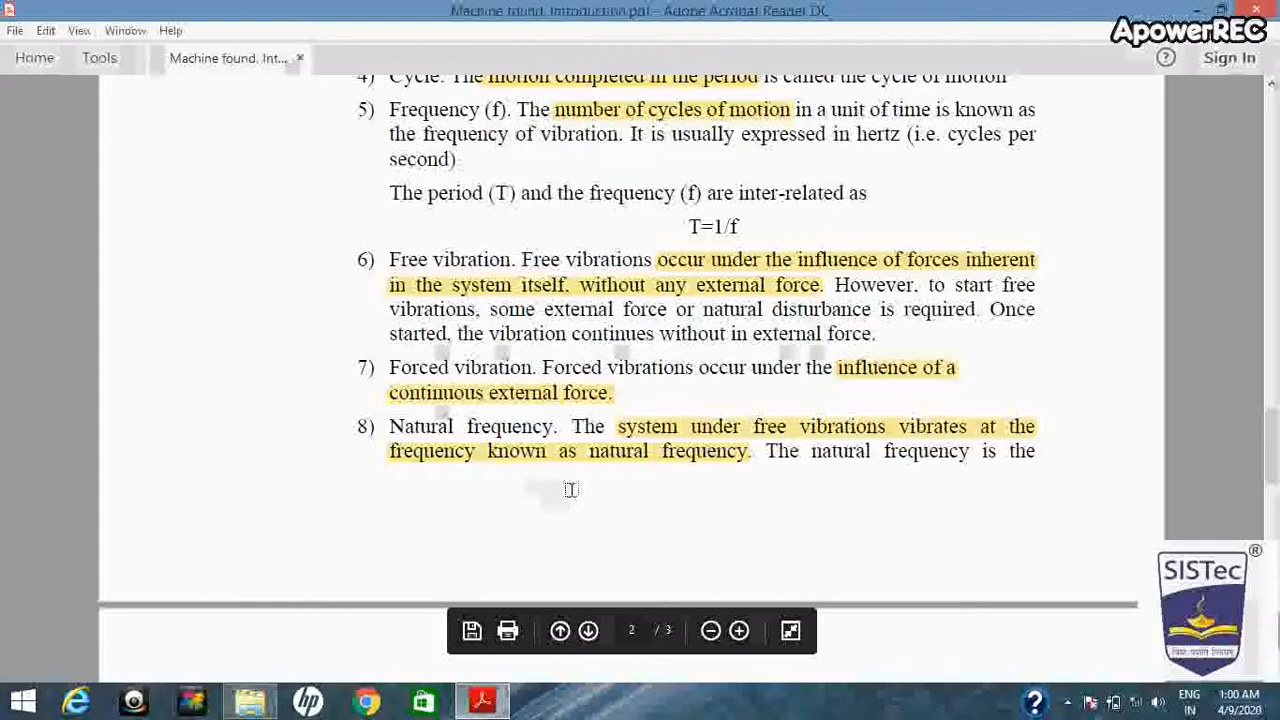 Machine found. Introduction.pdf - Adobe Acrobat Reader DC
ApowerREC
File Edit View Window Help
Home Tools Machine found. Int... × Sign In
4) Cycle. The motion completed in the period is called the cycle of motion
5) Frequency (f). The number of cycles of motion in a unit of time is known as
the frequency of vibration. It is usually expressed in hertz (i.e. cycles per
second)
The period (T) and the frequency (f) are inter-related as
T=1/f
6) Free vibration. Free vibrations occur under the influence of forces inherent
in the system itself, without any external force. However, to start free
vibrations, some external force or natural disturbance is required. Once
started, the vibration continues without in external force.
7) Forced vibration. Forced vibrations occur under the influence of a
continuous external force.
8) Natural frequency. The system under free vibrations vibrates at the
frequency known as natural frequency. The natural frequency is the
SISTec ®
2 / 3
ENG 1:00 AM
IN 4/9/2020